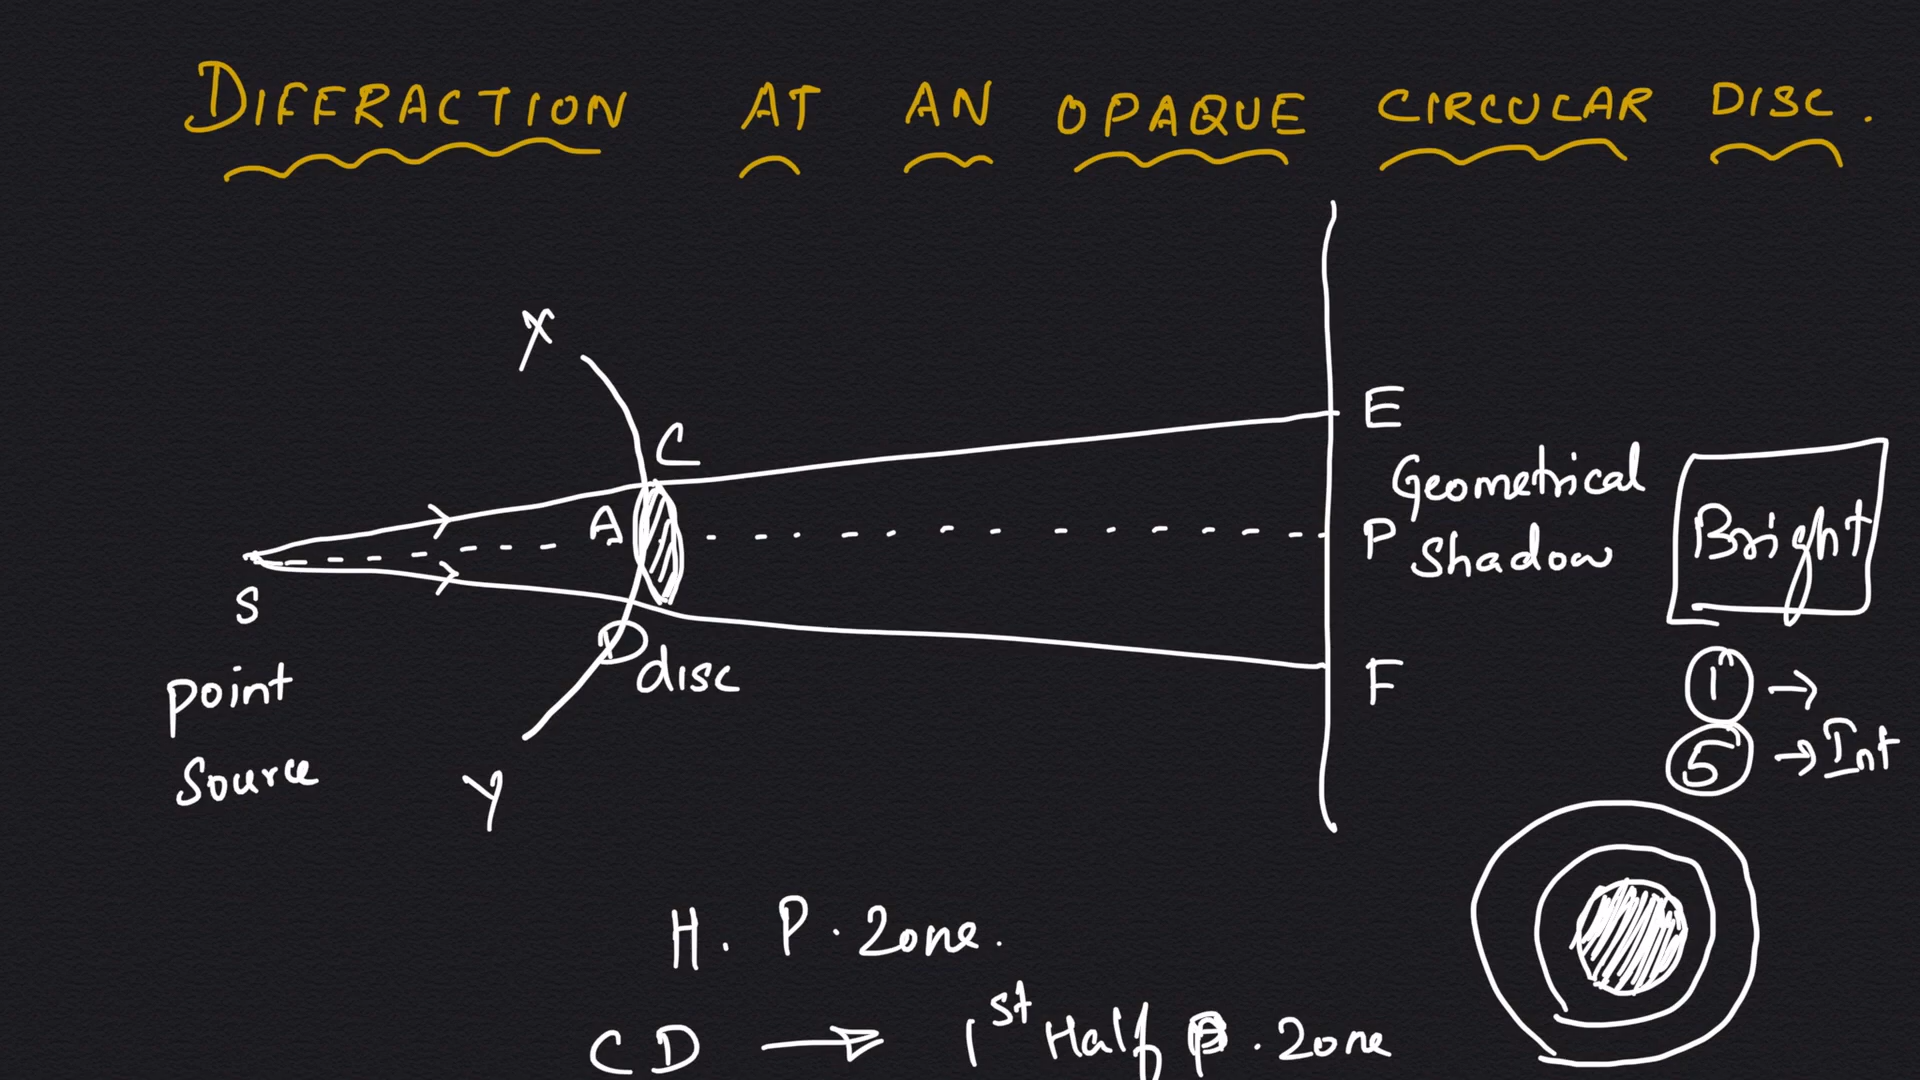 DIFFRACTION AT AN OPAQUE CIRCULAR DISC.
X
C
E
Geometrical
A
P
Shadow
Bright
S
D
disc
F
1 →
point
source
5 → Int
Y
H. P. Zone.
CD → 1st Half P. Zone